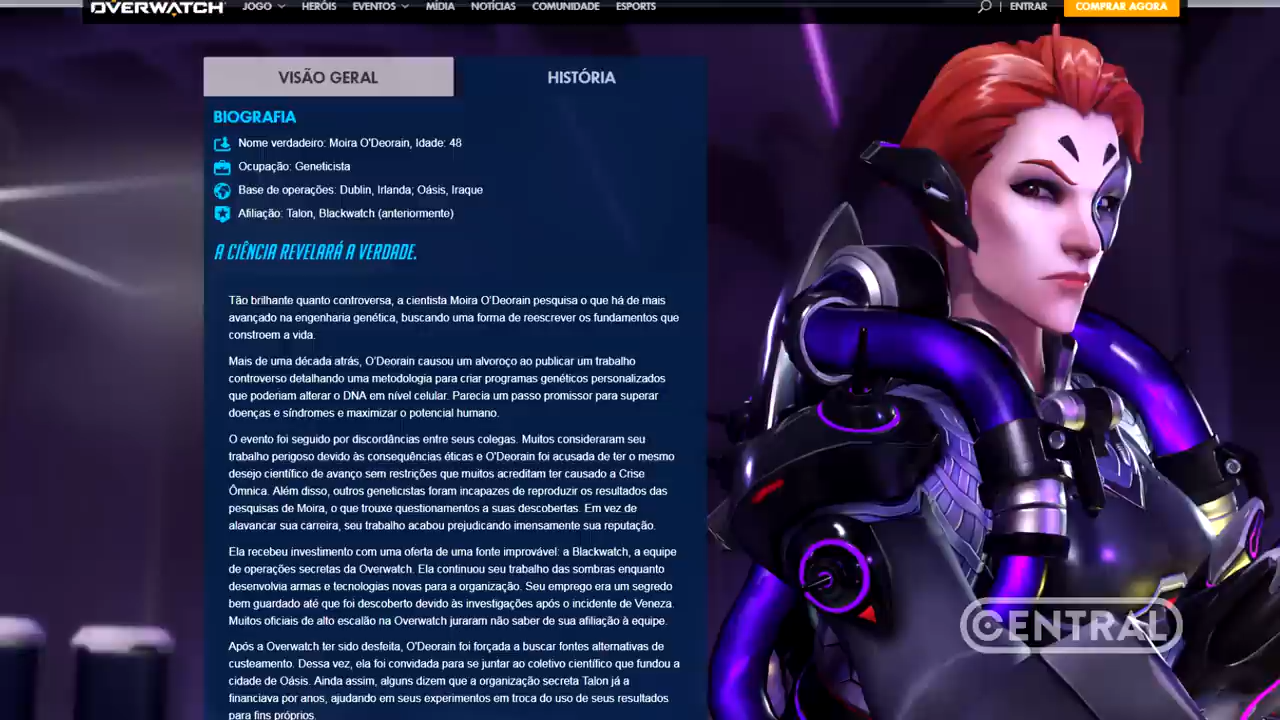 OVERWATCH JOGO HERÓIS EVENTOS MÍDIA NOTÍCIAS COMUNIDADE ESPORTS | ENTRAR COMPRAR AGORA
VISÃO GERAL HISTÓRIA
BIOGRAFIA
Nome verdadeiro: Moira O'Deorain, Idade: 48
Ocupação: Geneticista
Base de operações: Dublin, Irlanda; Oásis, Iraque
Afiliação: Talon, Blackwatch (anteriormente)
A CIÊNCIA REVELARÁ A VERDADE.
Tão brilhante quanto controversa, a cientista Moira O'Deorain pesquisa o que há de mais
avançado na engenharia genética, buscando uma forma de reescrever os fundamentos que
constroem a vida.
Mais de uma década atrás, O'Deorain causou um alvoroço ao publicar um trabalho
controverso detalhando uma metodologia para criar programas genéticos personalizados
que poderiam alterar o DNA em nível celular. Parecia um passo promissor para superar
doenças e síndromes e maximizar o potencial humano.
O evento foi seguido por discordâncias entre seus colegas. Muitos consideraram seu
trabalho perigoso devido às consequências éticas e O'Deorain foi acusada de ter o mesmo
desejo científico de avanço sem restrições que muitos acreditam ter causado a Crise
Ômnica. Além disso, outros geneticistas foram incapazes de reproduzir os resultados das
pesquisas de Moira, o que trouxe questionamentos a suas descobertas. Em vez de
alavancar sua carreira, seu trabalho acabou prejudicando imensamente sua reputação.
Ela recebeu investimento com uma oferta de uma fonte improvável: a Blackwatch, a equipe
de operações secretas da Overwatch. Ela continuou seu trabalho das sombras enquanto
desenvolvia armas e tecnologias novas para a organização. Seu emprego era um segredo
bem guardado até que foi descoberto devido às investigações após o incidente de Veneza.
Muitos oficiais de alto escalão na Overwatch juraram não saber de sua afiliação à equipe.
Após a Overwatch ter sido desfeita, O'Deorain foi forçada a buscar fontes alternativas de
custeamento. Dessa vez, ela foi convidada para se juntar ao coletivo científico que fundou a
cidade de Oásis. Ainda assim, alguns dizem que a organização secreta Talon já a
financiava por anos, ajudando em seus experimentos em troca do uso de seus resultados
para fins próprios.
CENTRAL